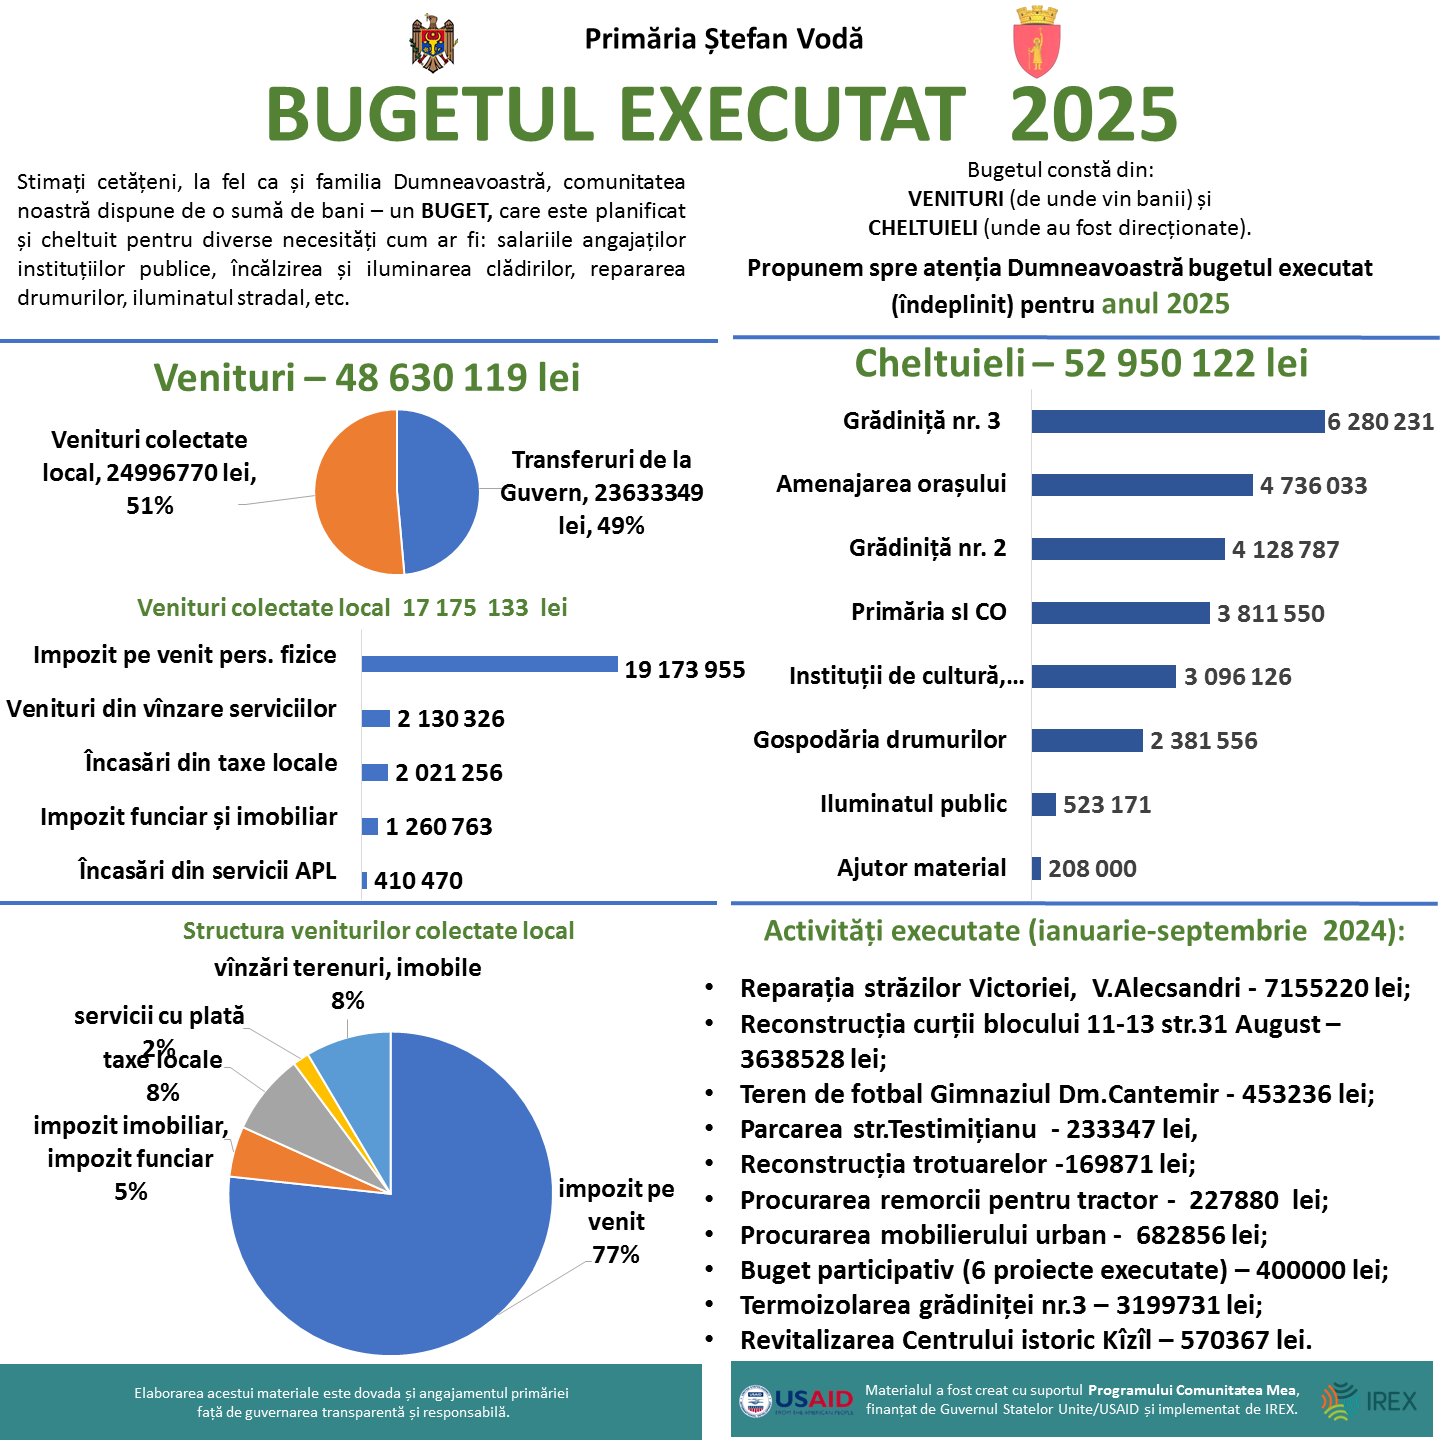 Primăria Ștefan Vodă
BUGETUL EXECUTAT 2025
Stimați cetățeni, la fel ca și familia Dumneavoastră, comunitatea
noastră dispune de o sumă de bani – un BUGET, care este planificat
și cheltuit pentru diverse necesități cum ar fi: salariile angajaților
instituțiilor publice, încălzirea și iluminarea clădirilor, repararea
drumurilor, iluminatul stradal, etc.
Bugetul constă din:
VENITURI (de unde vin banii) și
CHELTUIELI (unde au fost direcționate).
Propunem spre atenția Dumneavoastră bugetul executat
(îndeplinit) pentru anul 2025
Venituri – 48 630 119 lei
Venituri colectate
local, 24996770 lei,
51%
Transferuri de la
Guvern, 23633349
lei, 49%
Venituri colectate local 17 175 133 lei
Impozit pe venit pers. fizice 19 173 955
Venituri din vînzare serviciilor 2 130 326
Încasări din taxe locale 2 021 256
Impozit funciar și imobiliar 1 260 763
Încasări din servicii APL 410 470
Cheltuieli – 52 950 122 lei
Grădiniță nr. 3 6 280 231
Amenajarea orașului 4 736 033
Grădiniță nr. 2 4 128 787
Primăria sI CO 3 811 550
Instituții de cultură,... 3 096 126
Gospodăria drumurilor 2 381 556
Iluminatul public 523 171
Ajutor material 208 000
Structura veniturilor colectate local
vînzări terenuri, imobile
8%
servicii cu plată
2%
taxe locale
8%
impozit imobiliar,
impozit funciar
5%
impozit pe
venit
77%
Activități executate (ianuarie-septembrie 2024):
• Reparația străzilor Victoriei, V.Alecsandri - 7155220 lei;
• Reconstrucția curții blocului 11-13 str.31 August –
3638528 lei;
• Teren de fotbal Gimnaziul Dm.Cantemir - 453236 lei;
• Parcarea str.Testimițianu - 233347 lei,
• Reconstrucția trotuarelor -169871 lei;
• Procurarea remorcii pentru tractor - 227880 lei;
• Procurarea mobilierului urban - 682856 lei;
• Buget participativ (6 proiecte executate) – 400000 lei;
• Termoizolarea grădiniței nr.3 – 3199731 lei;
• Revitalizarea Centrului istoric Kîzîl – 570367 lei.
Elaborarea acestui materiale este dovada și angajamentul primăriei
față de guvernarea transparentă și responsabilă.
USAID
FROM THE AMERICAN PEOPLE
Materialul a fost creat cu suportul Programului Comunitatea Mea,
finanțat de Guvernul Statelor Unite/USAID și implementat de IREX.
IREX